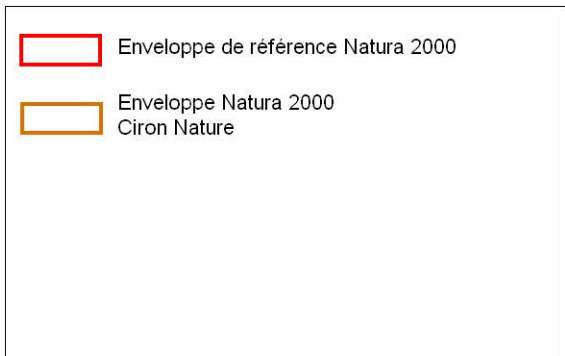 Enveloppe de référence Natura 2000
Enveloppe Natura 2000
Ciron Nature